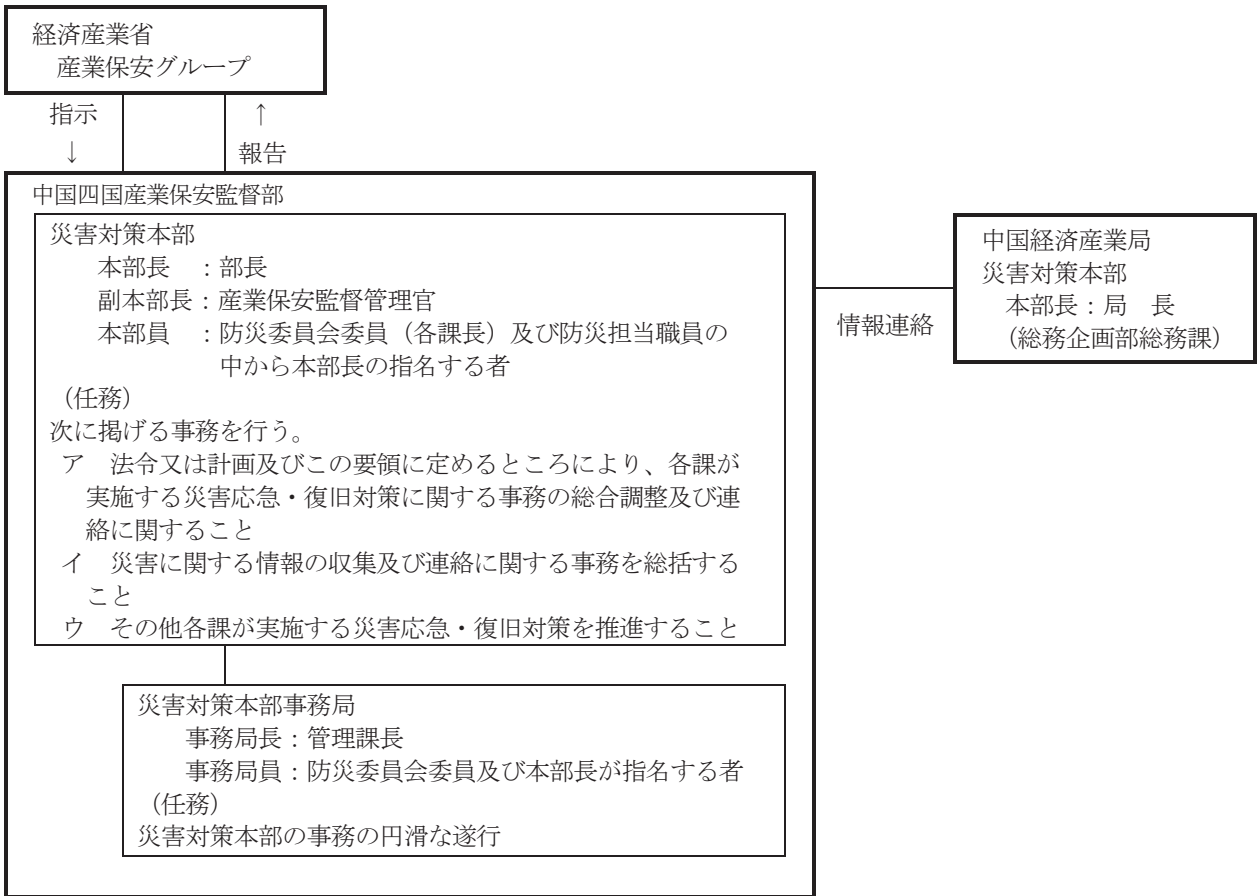 経済産業省
産業保安グループ
指示
↓
↑
報告
中国四国産業保安監督部
災害対策本部
本部長　：部長
副本部長：産業保安監督管理官
本部員　：防災委員会委員（各課長）及び防災担当職員の
中から本部長の指名する者
（任務）
次に掲げる事務を行う。
ア　法令又は計画及びこの要領に定めるところにより、各課が
実施する災害応急・復旧対策に関する事務の総合調整及び連
絡に関すること
イ　災害に関する情報の収集及び連絡に関する事務を総括する
こと
ウ　その他各課が実施する災害応急・復旧対策を推進すること
災害対策本部事務局
事務局長：管理課長
事務局員：防災委員会委員及び本部長が指名する者
（任務）
災害対策本部の事務の円滑な遂行
情報連絡
中国経済産業局
災害対策本部
本部長：局　長
（総務企画部総務課）